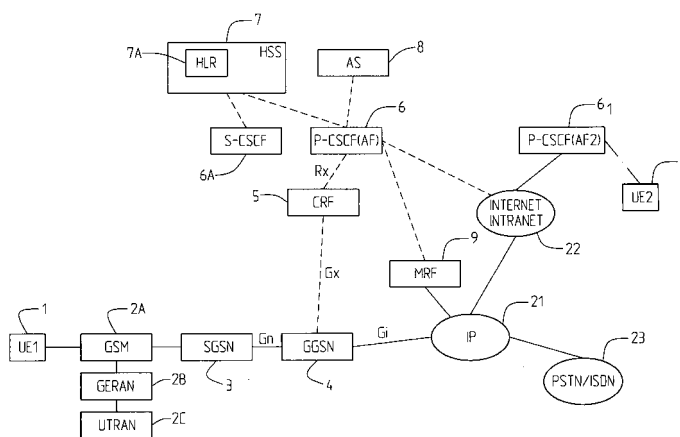 7
7A
HLR
HSS
AS
8
6
6₁
S-CSCF
P-CSCF(AF)
P-CSCF(AF2)
6A
Rx
5
CRF
INTERNET
INTRANET
UE2
9
22
Gx
MRF
1
2A
21
23
UE1
GSM
SGSN
Gn
GGSN
Gi
IP
GERAN
2B
3
4
PSTN/ISDN
UTRAN
2C